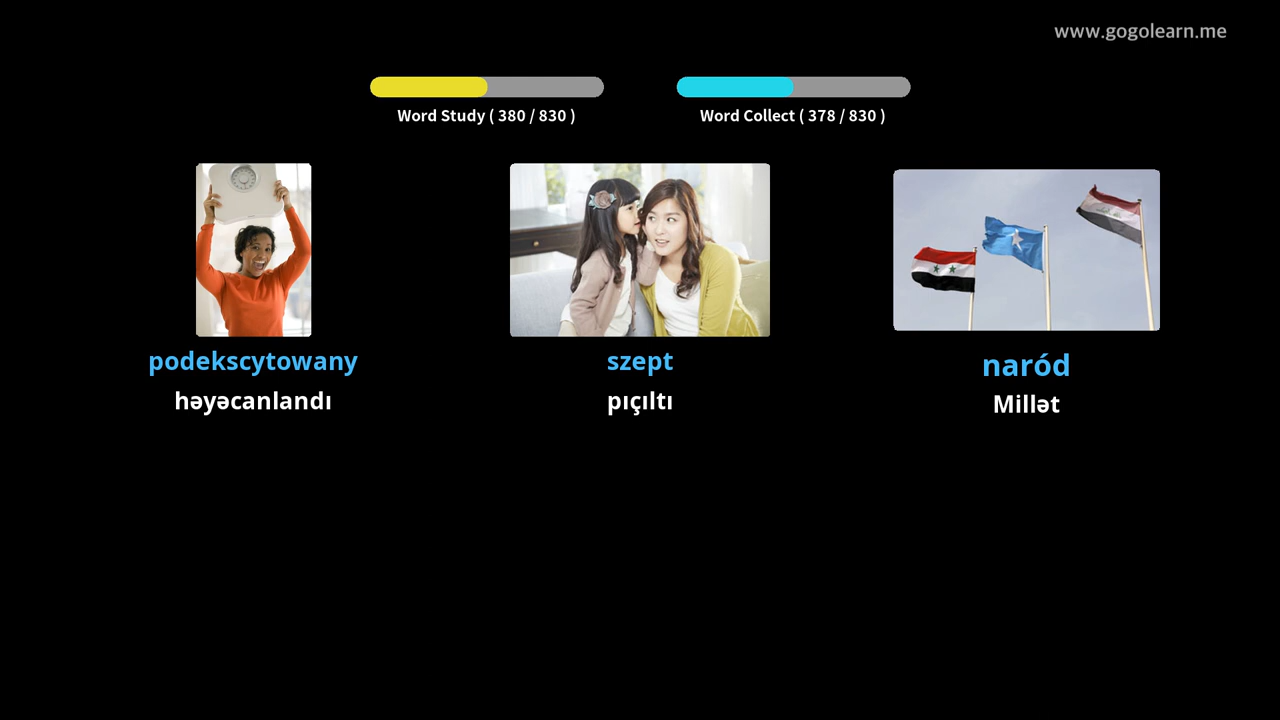 www.gogolearn.me
Word Study ( 380 / 830 )
Word Collect ( 378 / 830 )
podekscytowany
szept
naród
həyəcanlandı
pıçıltı
Millət